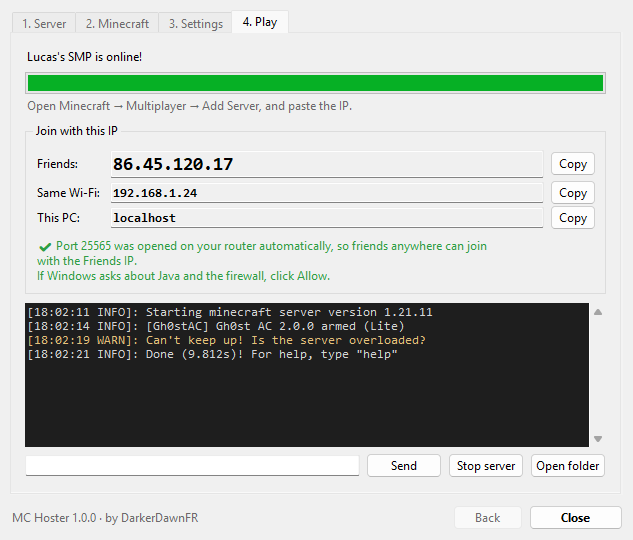 1. Server
2. Minecraft
3. Settings
4. Play
Lucas's SMP is online!
Open Minecraft → Multiplayer → Add Server, and paste the IP.
Join with this IP
Friends: 86.45.120.17 Copy
Same Wi-Fi: 192.168.1.24 Copy
This PC: localhost Copy
✔ Port 25565 was opened on your router automatically, so friends anywhere can join
with the Friends IP.
If Windows asks about Java and the firewall, click Allow.
[18:02:11 INFO]: Starting minecraft server version 1.21.11
[18:02:14 INFO]: [Gh0stAC] Gh0st AC 2.0.0 armed (Lite)
[18:02:19 WARN]: Can't keep up! Is the server overloaded?
[18:02:21 INFO]: Done (9.812s)! For help, type "help"
Send
Stop server
Open folder
MC Hoster 1.0.0 · by DarkerDawnFR
Back
Close